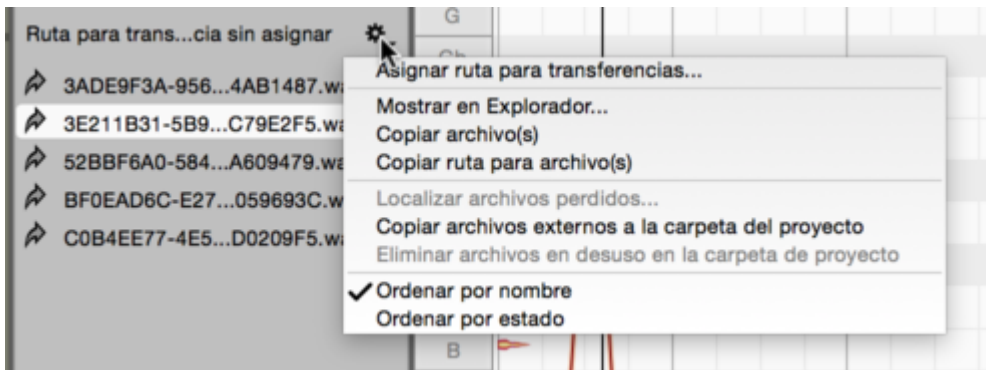 G
Ruta para trans...cia sin asignar
Gb
Asignar ruta para transferencias...
3ADE9F3A-956...4AB1487.wa
Mostrar en Explorador...
3E211B31-5B9...C79E2F5.wa
Copiar archivo(s)
52BBF6A0-584...A609479.wa
Copiar ruta para archivo(s)
BF0EAD6C-E27...059693C.w
Localizar archivos perdidos...
Copiar archivos externos a la carpeta del proyecto
C0B4EE77-4E5...D0209F5.wa
Eliminar archivos en desuso en la carpeta de proyecto
Ordenar por nombre
Ordenar por estado
B